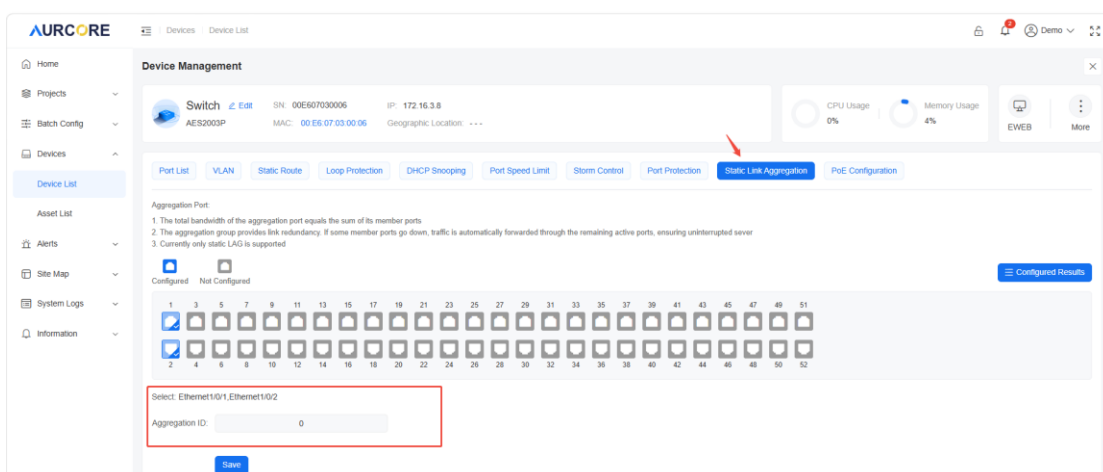 AURCORE
Devices Device List
2
Demo
Home
Projects
Batch Config
Devices
Device List
Asset List
Alerts
Site Map
System Logs
Information
Device Management
Switch Edit SN: 00E607030006 IP: 172.16.3.8
AES2003P MAC: 00:E6:07:03:00:06 Geographic Location: ---
CPU Usage
0%
Memory Usage
4%
EWEB
More
Port List VLAN Static Route Loop Protection DHCP Snooping Port Speed Limit Storm Control Port Protection Static Link Aggregation PoE Configuration
Aggregation Port:
1. The total bandwidth of the aggregation port equals the sum of its member ports
2. The aggregation group provides link redundancy. If some member ports go down, traffic is automatically forwarded through the remaining active ports, ensuring uninterrupted sever
3. Currently only static LAG is supported
Configured Not Configured
Configured Results
1 3 5 7 9 11 13 15 17 19 21 23 25 27 29 31 33 35 37 39 41 43 45 47 49 51
2 4 6 8 10 12 14 16 18 20 22 24 26 28 30 32 34 36 38 40 42 44 46 48 50 52
Select: Ethernet1/0/1,Ethernet1/0/2
Aggregation ID: 0
Save